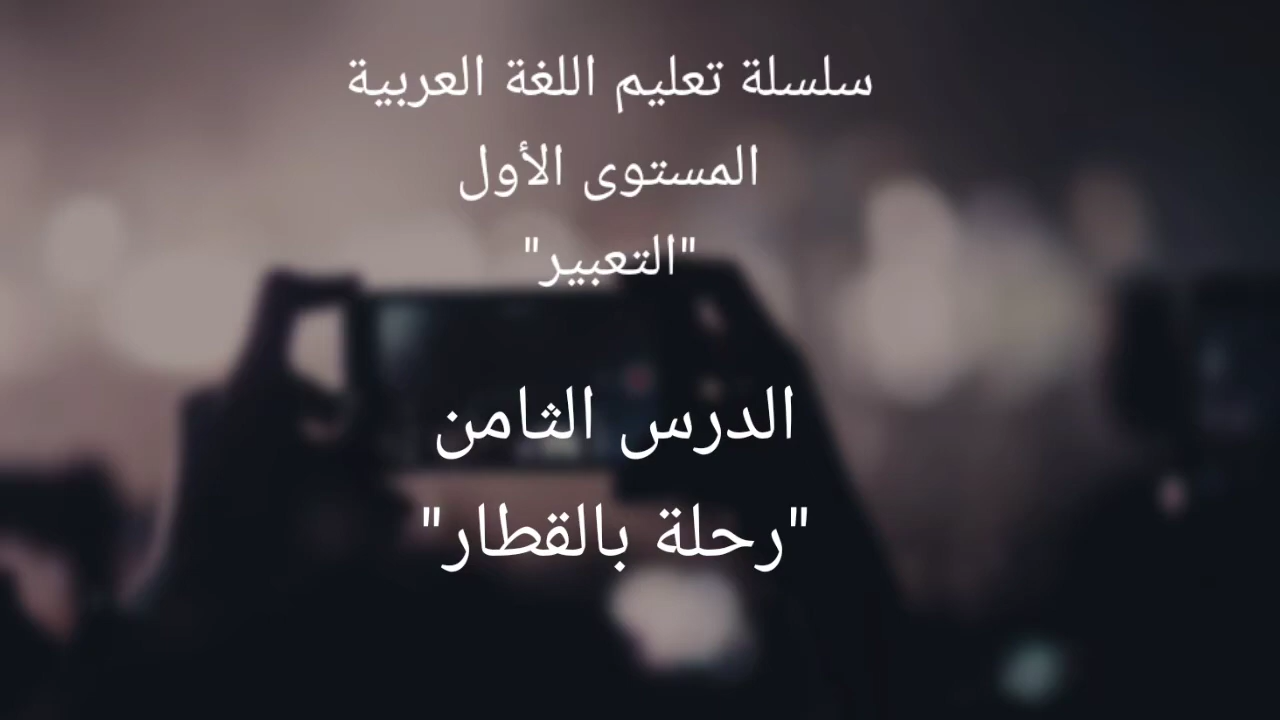 سلسلة تعليم اللغة العربية
المستوى الأول
"التعبير"
الدرس الثامن
"رحلة بالقطار"